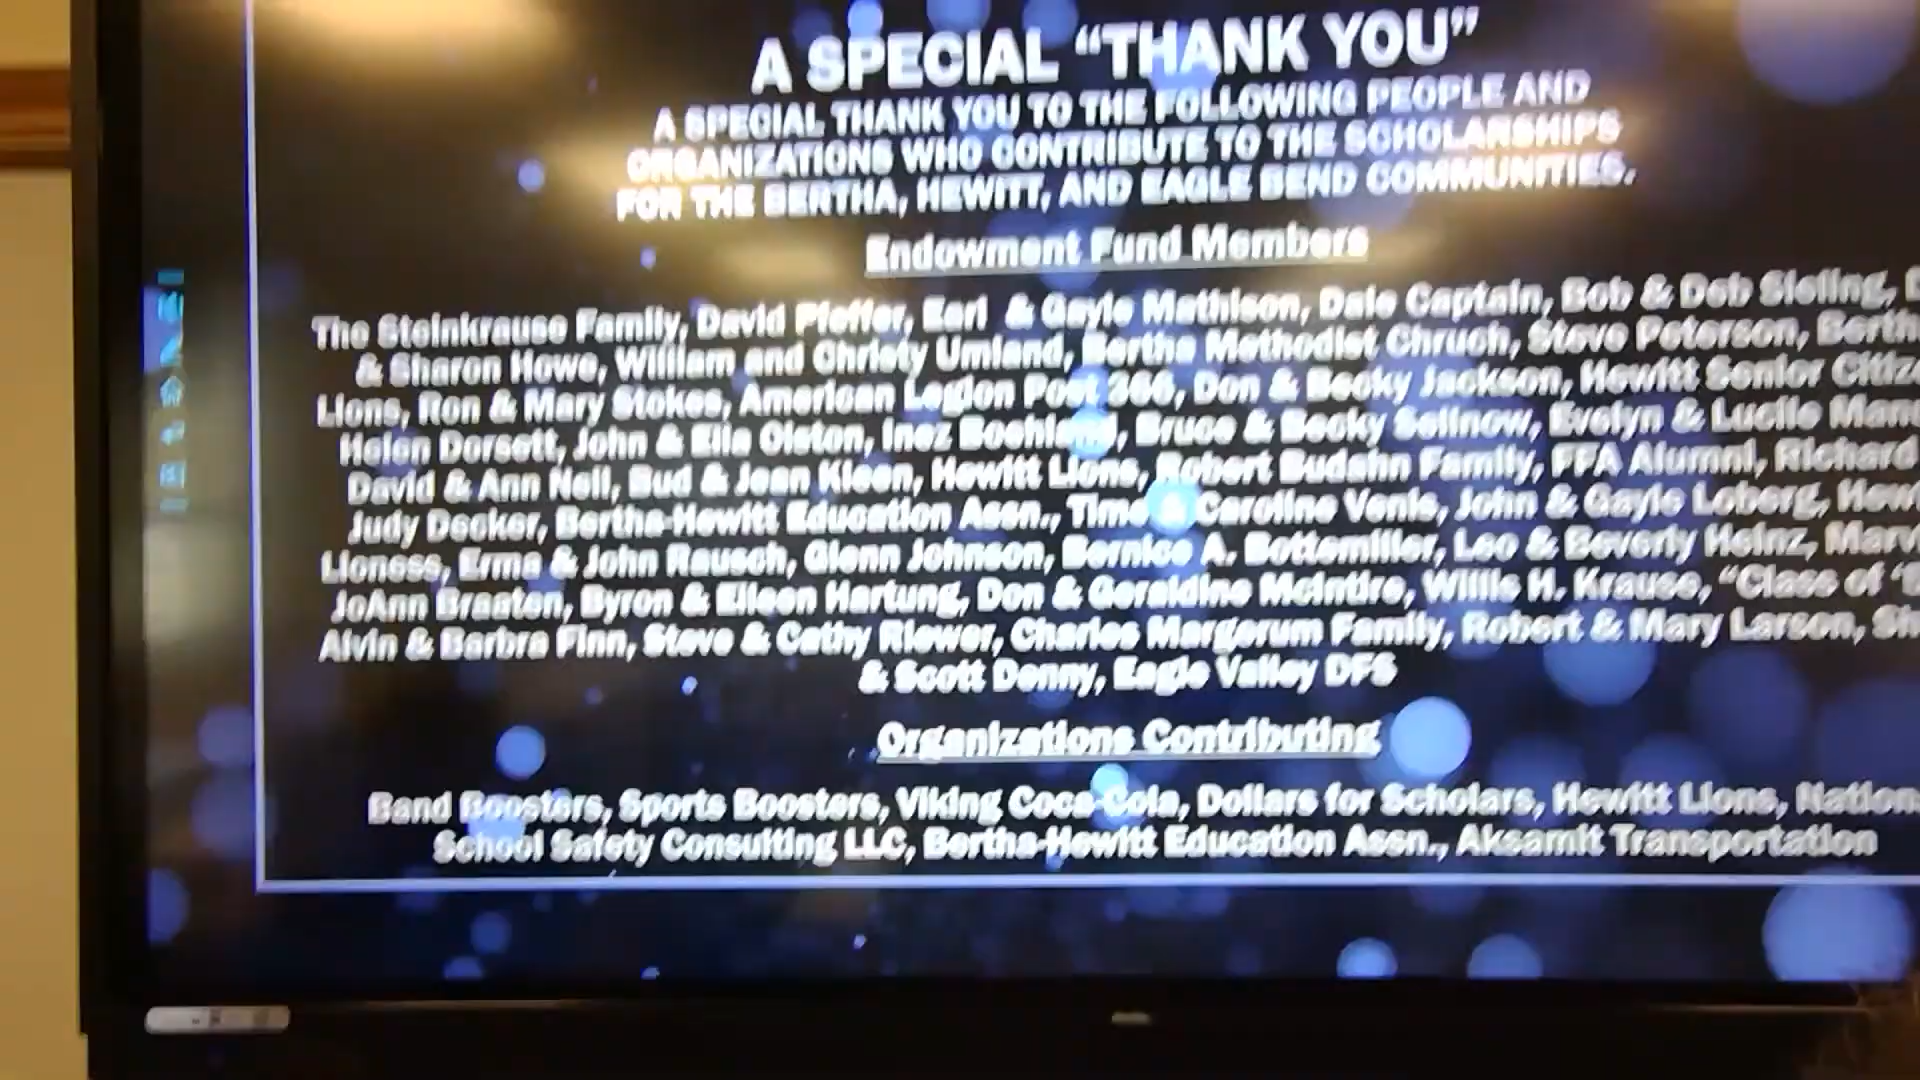 A SPECIAL “THANK YOU”
A SPECIAL THANK YOU TO THE FOLLOWING PEOPLE AND
ORGANIZATIONS WHO CONTRIBUTE TO THE SCHOLARSHIPS
FOR THE BERTHA, HEWITT, AND EAGLE BEND COMMUNITIES.
Endowment Fund Members
The Steinkrause Family, David Pfeffer, Earl & Gayle Mathison, Dale Captain, Bob & Deb Sieling,
& Sharon Howe, William and Christy Umland, Bertha Methodist Chruch, Steve Peterson,
Lions, Ron & Mary Stokes, American Legion Post 366, Don & Becky Jackson, Hewitt Senior
Helen Dorsett, John & Ella Olston, Inez Boehland, Bruce & Becky Sellnow, Evelyn & Lucile
David & Ann Neil, Bud & Jean Kleen, Hewitt Lions, Robert Budahn Family, FFA Alumni, Richard
Judy Decker, Bertha-Hewitt Education Assn., Time & Caroline Venis, John & Gayle Loberg,
Lioness, Erma & John Rausch, Glenn Johnson, Bernice A. Bottemiller, Leo & Beverly Heinz,
JoAnn Braaten, Byron & Eileen Hartung, Don & Geraldine McIntire, Willis H. Krause, “Class of
Alvin & Barbra Finn, Steve & Cathy Riewer, Charles Margerum Family, Robert & Mary Larson,
& Scott Denny, Eagle Valley DFS
Organizations Contributing
Band Boosters, Sports Boosters, Viking Coca-Cola, Dollars for Scholars, Hewitt Lions,
School Safety Consulting LLC, Bertha-Hewitt Education Assn., Aksamit Transportation